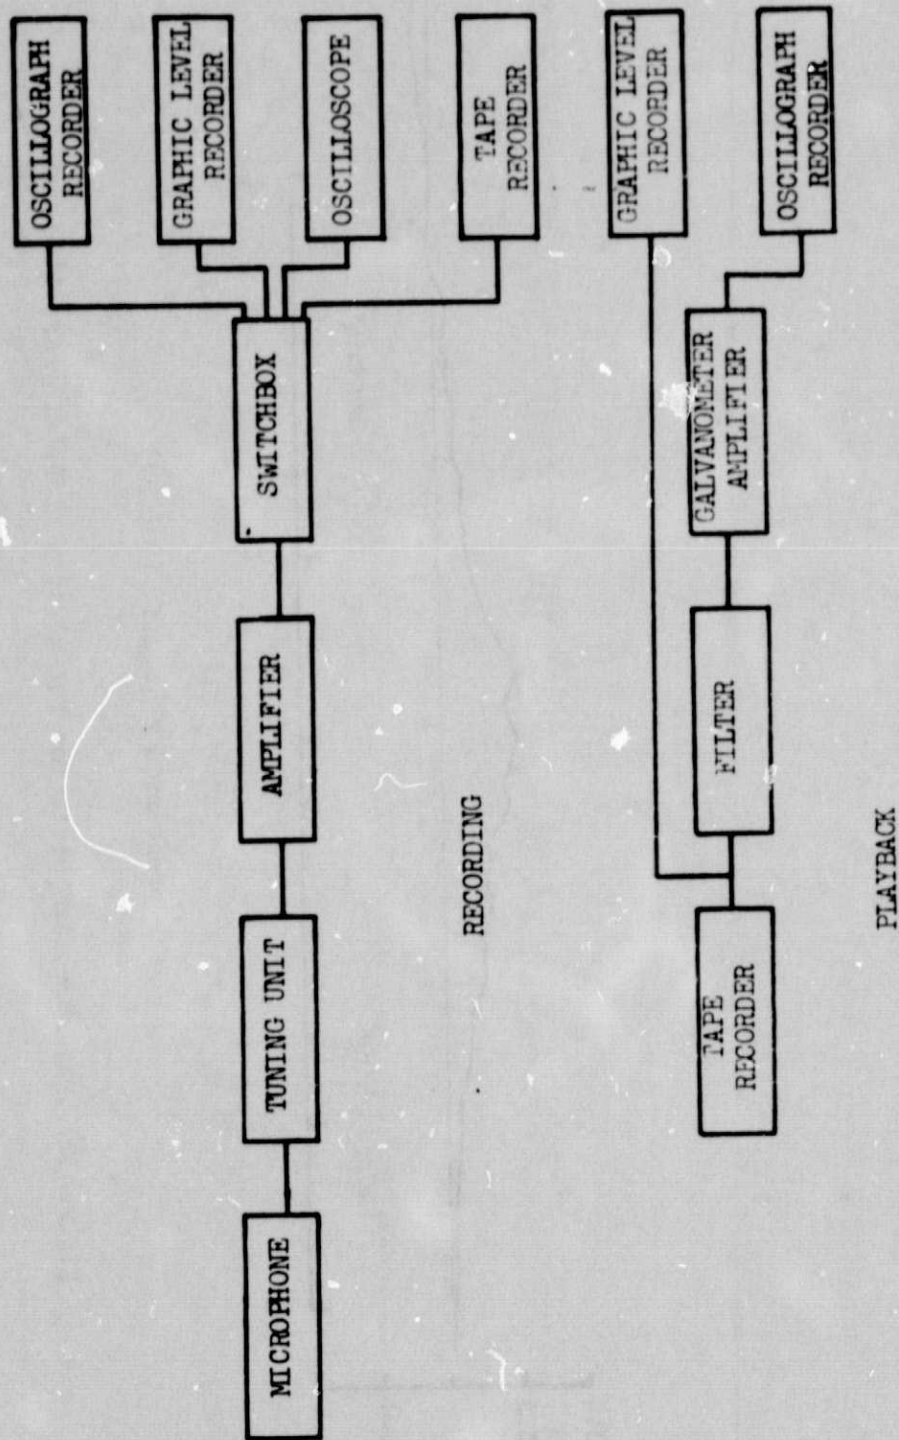 MICROPHONE
TUNING UNIT
AMPLIFIER
SWITCHBOX
OSCILLOGRAPH
RECORDER
GRAPHIC LEVEL
RECORDER
OSCILLOSCOPE
TAPE
RECORDER
RECORDING
TAPE
RECORDER
FILTER
GALVANOMETER
AMPLIFIER
GRAPHIC LEVEL
RECORDER
OSCILLOGRAPH
RECORDER
PLAYBACK